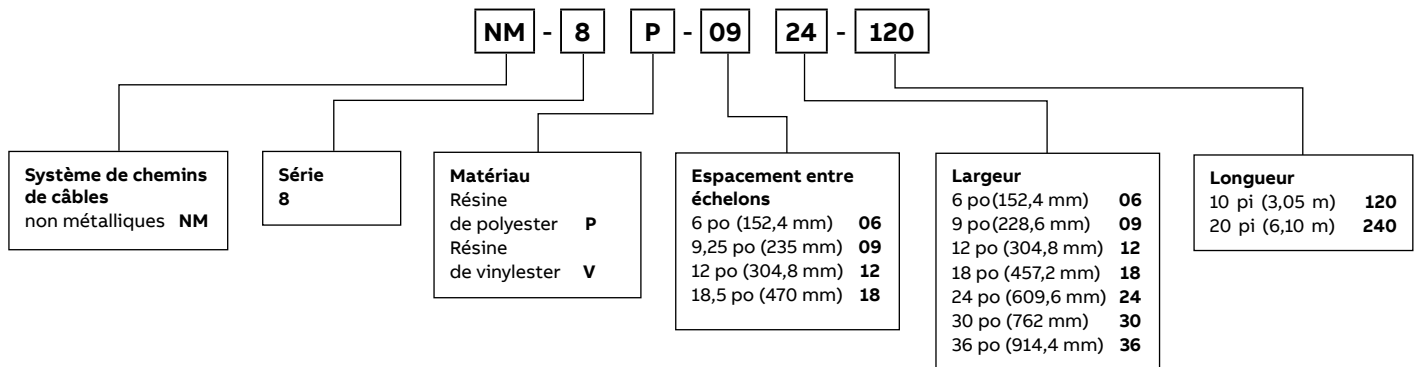 NM - 8 P - 09 24 - 120
Système de chemins
de câbles
non métalliques NM
Série
8
Matériau
Résine
de polyester P
Résine
de vinylester V
Espacement entre
échelons
6 po (152,4 mm) 06
9,25 po (235 mm) 09
12 po (304,8 mm) 12
18,5 po (470 mm) 18
Largeur
6 po(152,4 mm) 06
9 po(228,6 mm) 09
12 po (304,8 mm) 12
18 po (457,2 mm) 18
24 po (609,6 mm) 24
30 po (762 mm) 30
36 po (914,4 mm) 36
Longueur
10 pi (3,05 m) 120
20 pi (6,10 m) 240